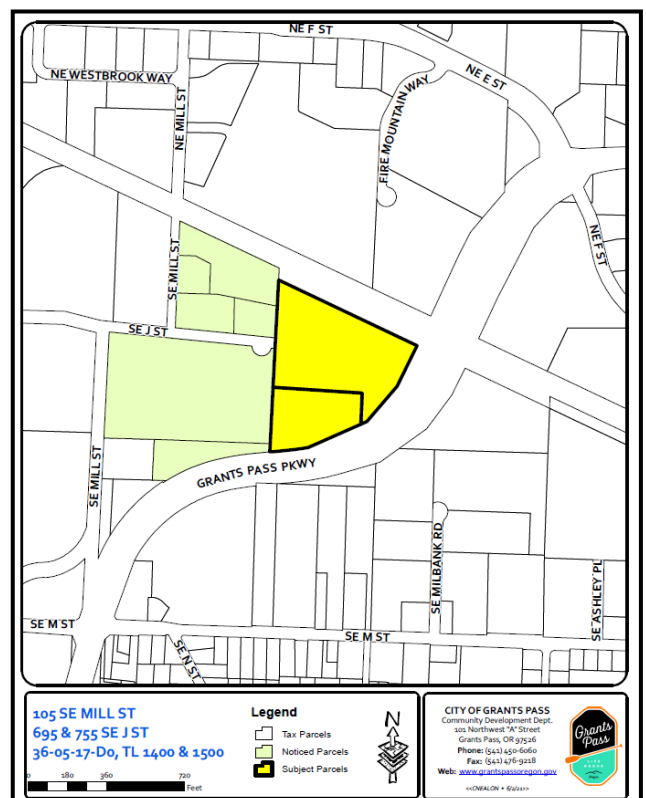 NE F ST
NE WESTBROOK WAY
NE E ST
FIRE MOUNTAIN WAY
NE MILL ST
NE F ST
SE MILL ST
SE J ST
SE MILL ST
GRANTS PASS PKWY
SE MILBANK RD
SE ASHLEY PL
SE M ST
SE M ST
SE N ST
105 SE MILL ST
695 & 755 SE J ST
36-05-17-D0, TL 1400 & 1500
0 180 360 720
Feet
Legend
Tax Parcels
Noticed Parcels
Subject Parcels
N
CITY OF GRANTS PASS
Community Development Dept.
101 Northwest "A" Street
Grants Pass, OR 97526
Phone: (541) 450-6060
Fax: (541) 476-9218
Web: www.grantspassoregon.gov
Grants
Pass